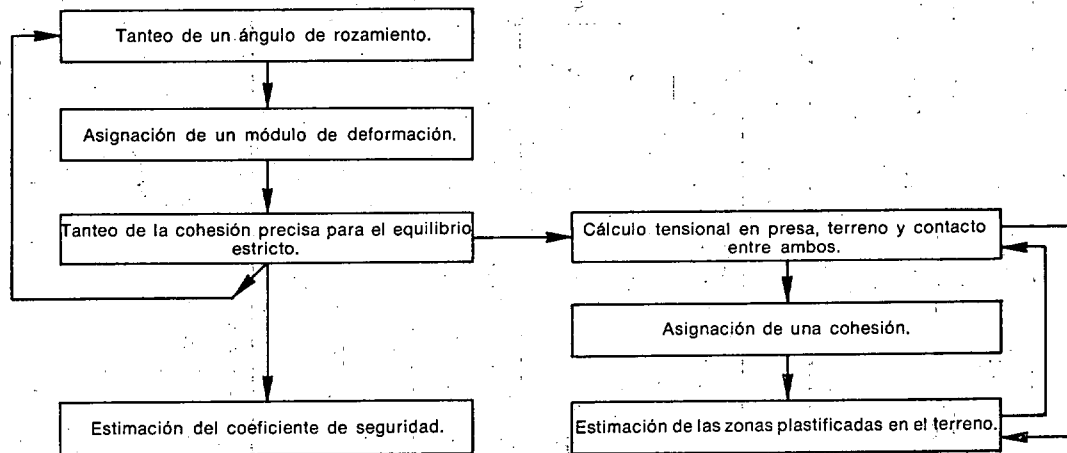 Tanteo de un ángulo de rozamiento.
Asignación de un módulo de deformación.
Tanteo de la cohesión precisa para el equilibrio
estricto.
Estimación del coeficiente de seguridad.
Cálculo tensional en presa, terreno y contacto
entre ambos.
Asignación de una cohesión.
Estimación de las zonas plastificadas en el terreno.